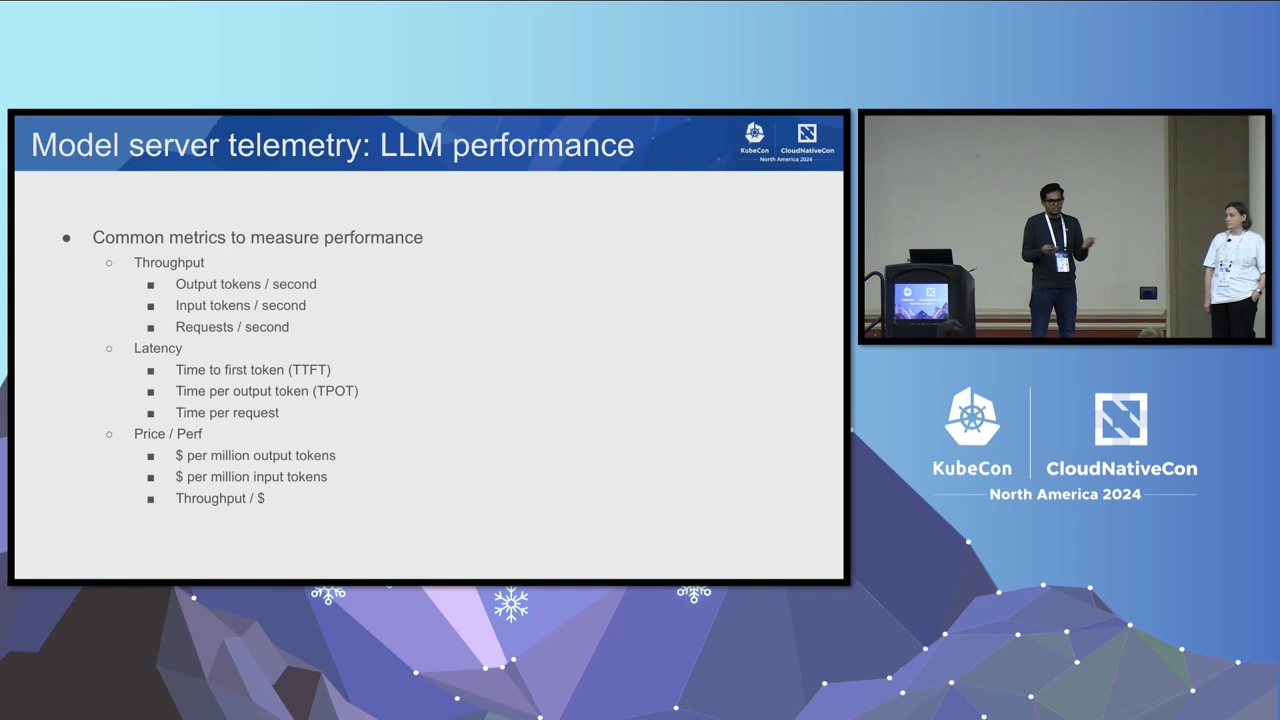 Model server telemetry: LLM performance
KubeCon
CloudNativeCon
North America 2024
● Common metrics to measure performance
○ Throughput
■ Output tokens / second
■ Input tokens / second
■ Requests / second
○ Latency
■ Time to first token (TTFT)
■ Time per output token (TPOT)
■ Time per request
○ Price / Perf
■ $ per million output tokens
■ $ per million input tokens
■ Throughput / $
KubeCon
CloudNativeCon
North America 2024